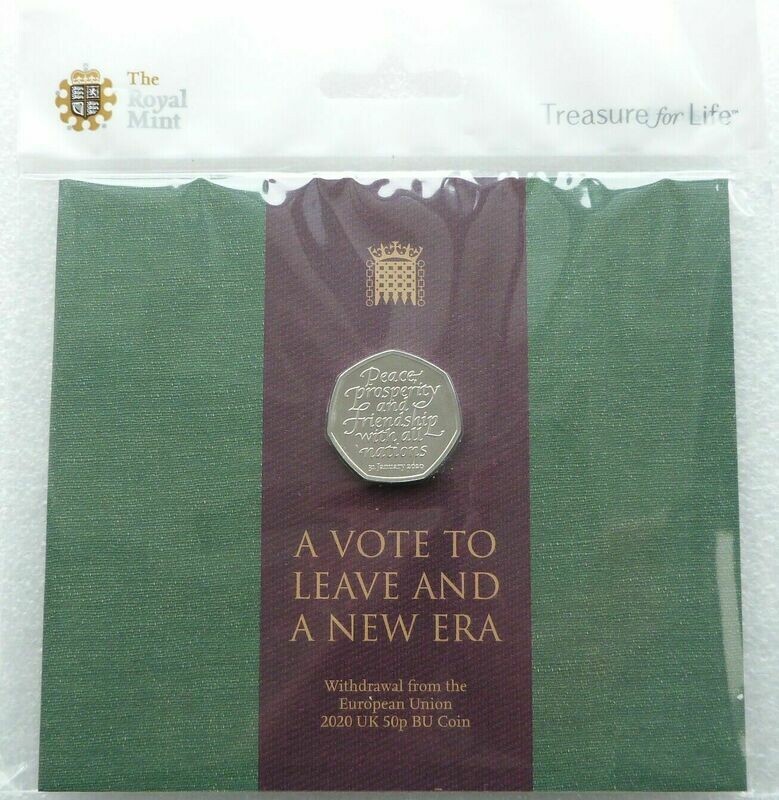 The
Royal
Mint
Treasure for Life™
Peace,
prosperity
and
friendship
with all
nations
31 January 2020
A VOTE TO
LEAVE AND
A NEW ERA
Withdrawal from the
European Union
2020 UK 50p BU Coin